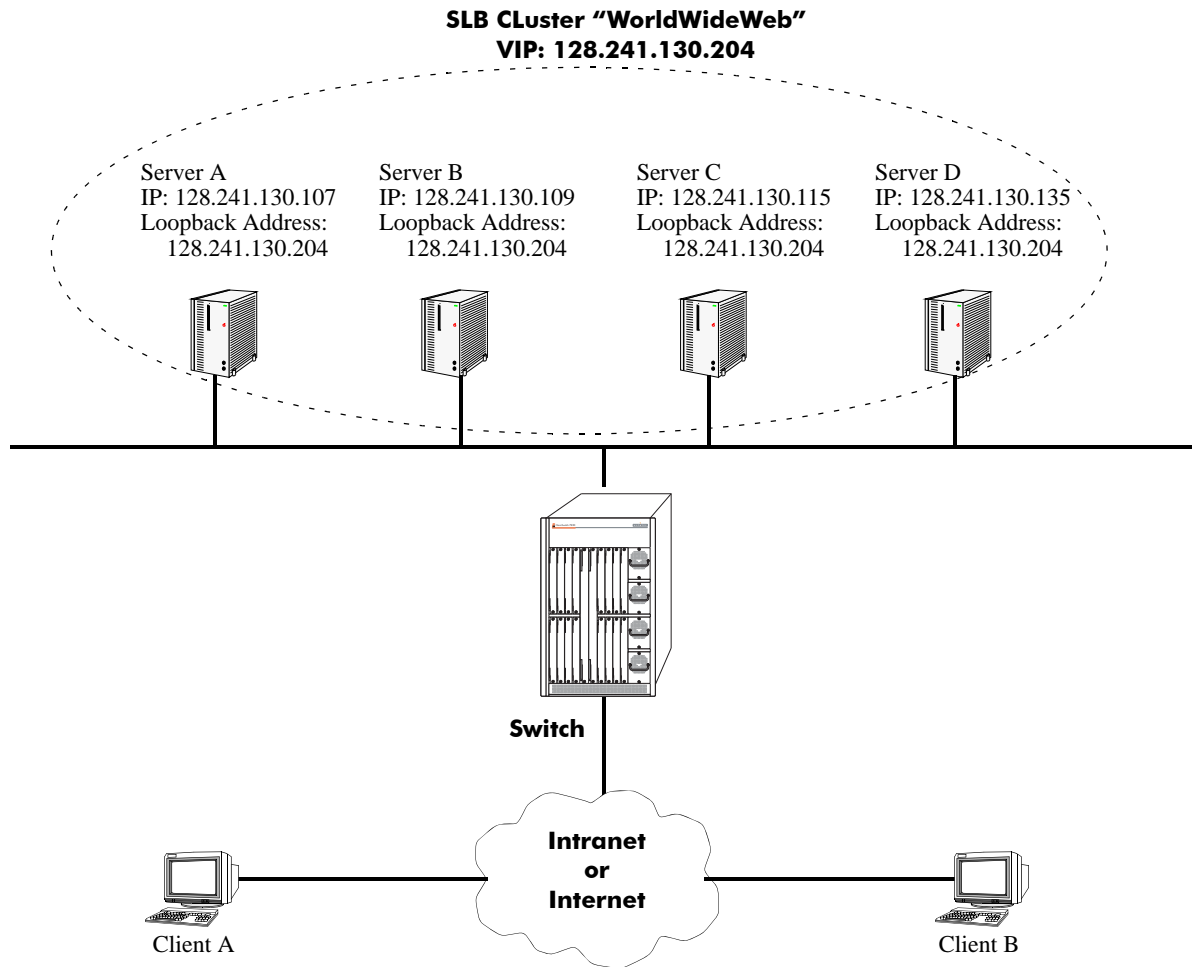 SLB CLuster “WorldWideWeb”
VIP: 128.241.130.204
Server A
IP: 128.241.130.107
Loopback Address:
128.241.130.204
Server B
IP: 128.241.130.109
Loopback Address:
128.241.130.204
Server C
IP: 128.241.130.115
Loopback Address:
128.241.130.204
Server D
IP: 128.241.130.135
Loopback Address:
128.241.130.204
Switch
Intranet
or
Internet
Client A
Client B